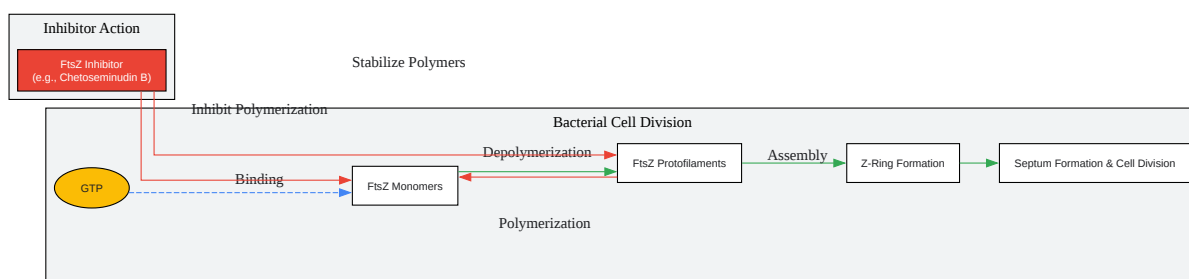 Inhibitor Action
FtsZ Inhibitor
(e.g., Chetoseminudin B)
Stabilize Polymers
Inhibit Polymerization
Bacterial Cell Division
Depolymerization
Assembly
FtsZ Protofilaments
Z-Ring Formation
Septum Formation & Cell Division
Binding
GTP
FtsZ Monomers
Polymerization